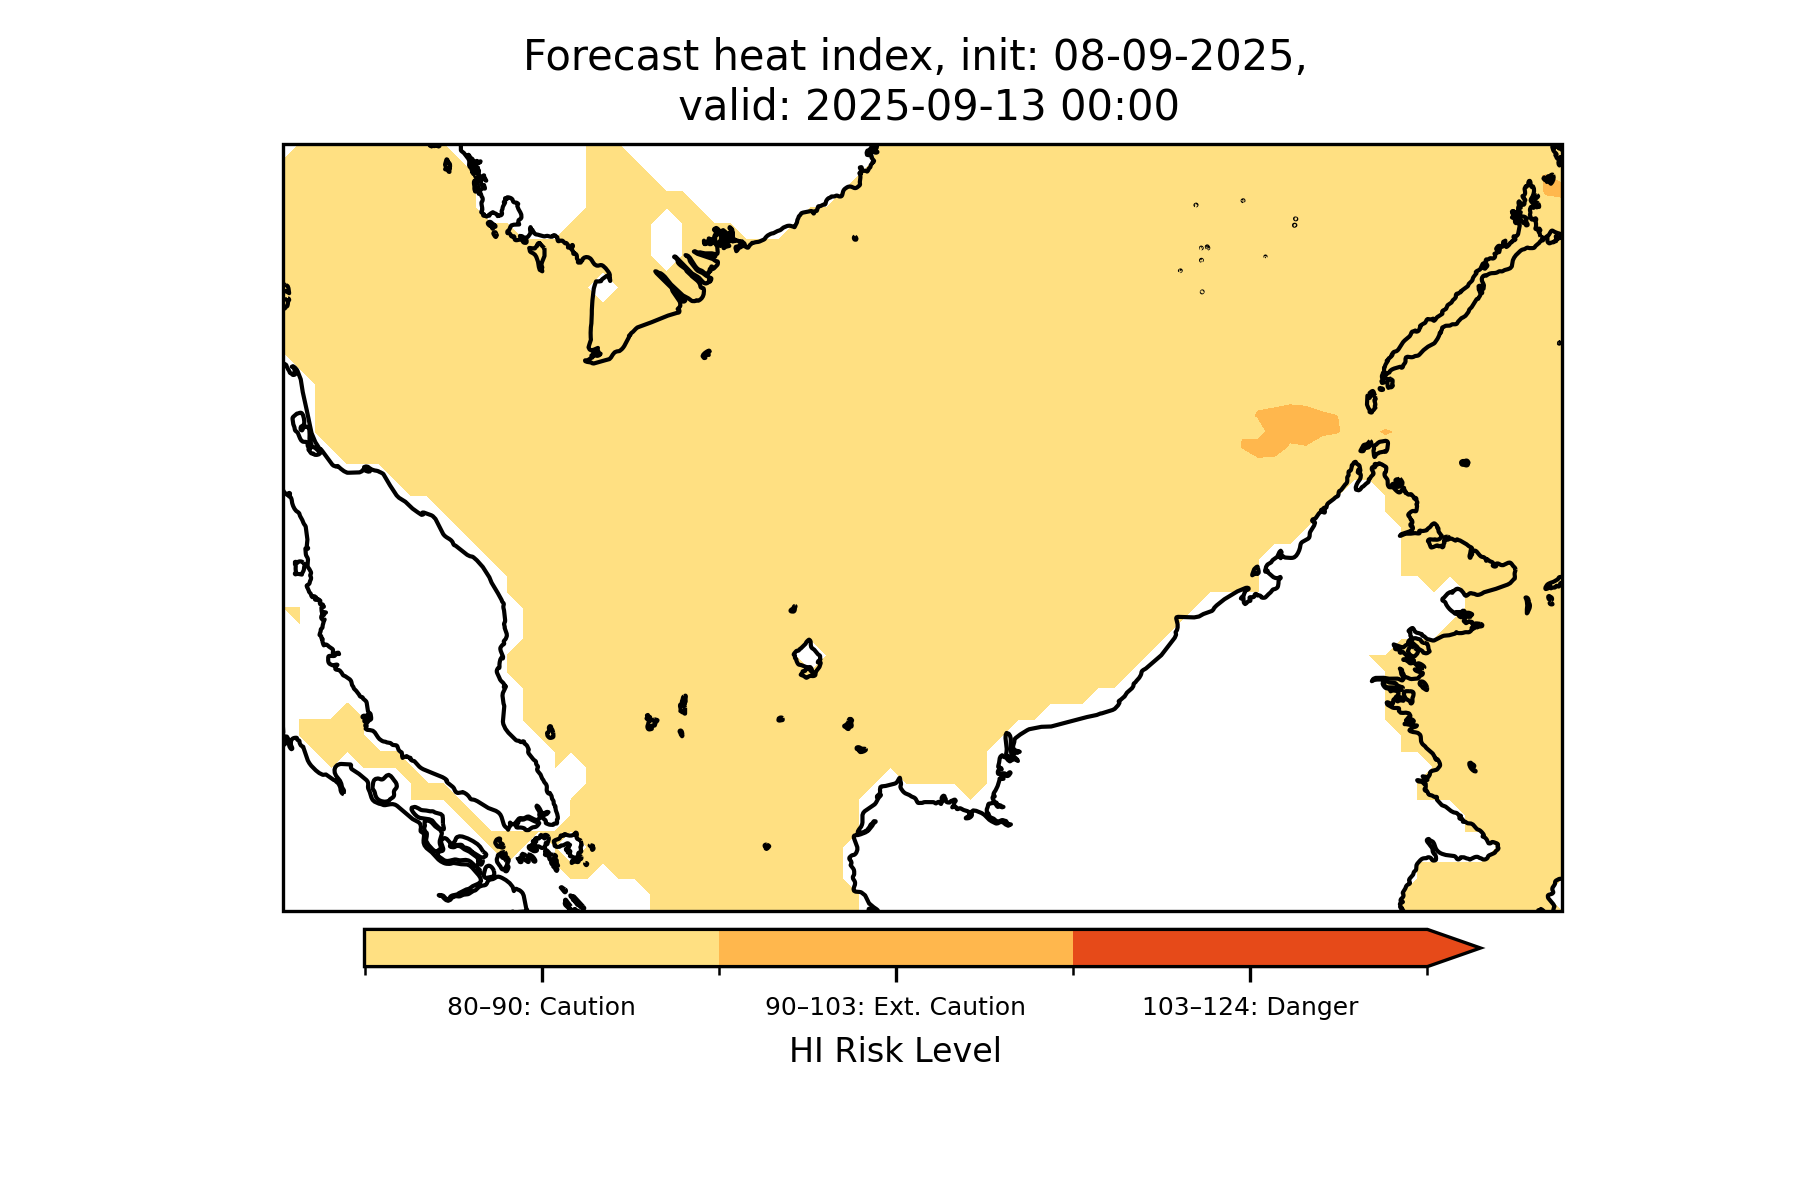 Forecast heat index, init: 08-09-2025,
valid: 2025-09-13 00:00
80–90: Caution
90–103: Ext. Caution
103–124: Danger
HI Risk Level